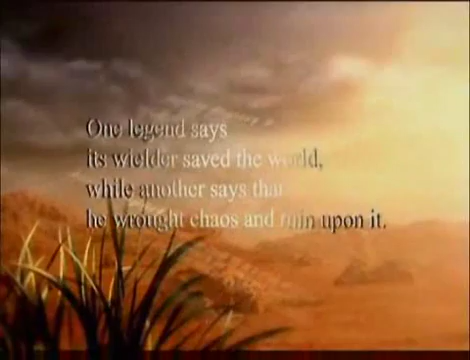 One legend says
its wielder saved the world,
while another says that
he wrought chaos and ruin upon it.